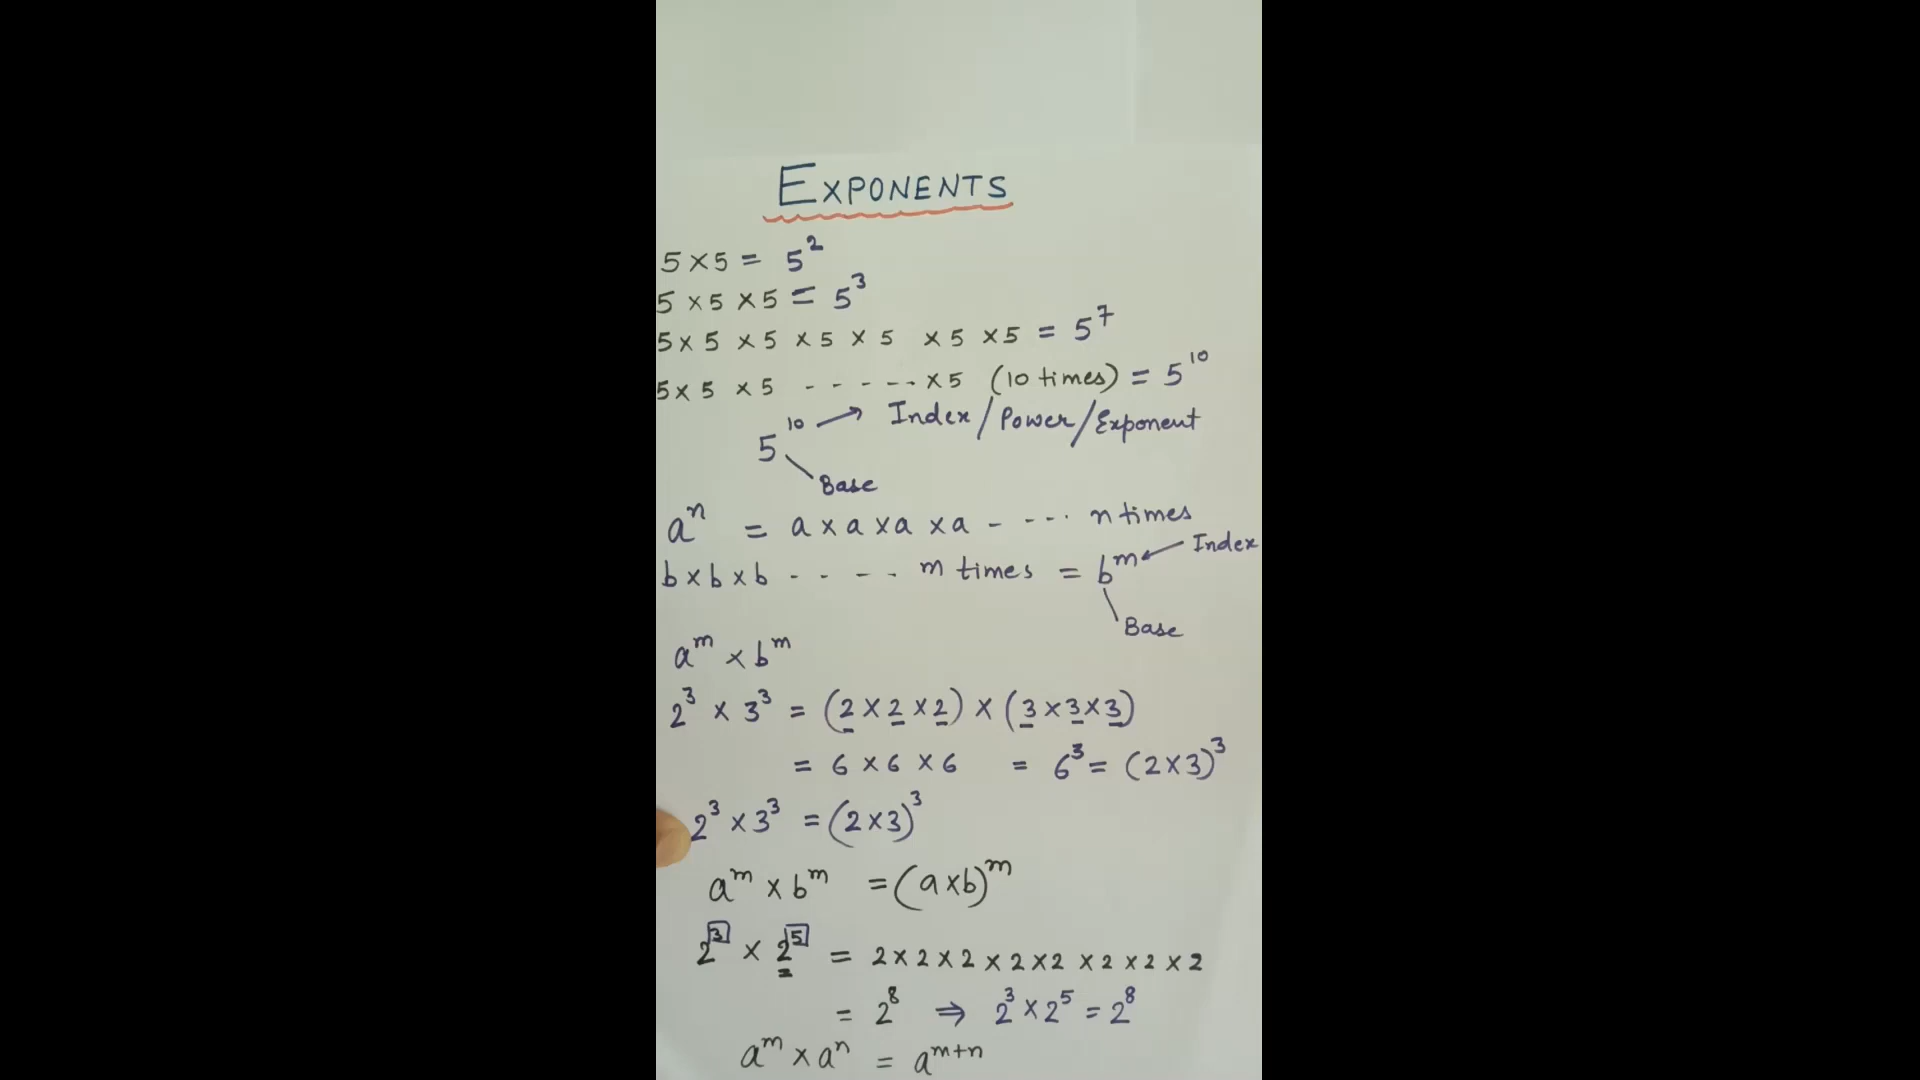 EXPONENTS
5 × 5 = 5²
5 × 5 × 5 = 5³
5 × 5 × 5 × 5 × 5 × 5 × 5 = 5⁷
5 × 5 × 5 - - - - - - × 5 (10 times) = 5¹⁰
5¹⁰ → Index / Power / Exponent
Base
aⁿ = a × a × a × a - - - - · n times
b × b × b - - - - - m times = bᵐ ← Index
Base
aᵐ × bᵐ
2³ × 3³ = (2 × 2 × 2) × (3 × 3 × 3)
= 6 × 6 × 6 = 6³ = (2 × 3)³
2³ × 3³ = (2 × 3)³
aᵐ × bᵐ = (a × b)ᵐ
2³ × 2⁵ = 2 × 2 × 2 × 2 × 2 × 2 × 2 × 2
= 2⁸ ⇒ 2³ × 2⁵ = 2⁸
aᵐ × aⁿ = aᵐ⁺ⁿ